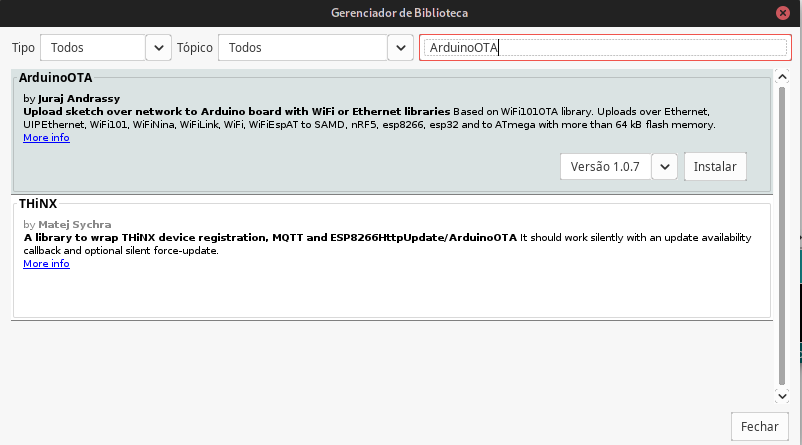 Gerenciador de Biblioteca
Tipo Todos Tópico Todos ArduinoOTA
ArduinoOTA
by Juraj Andrassy
Upload sketch over network to Arduino board with WiFi or Ethernet libraries Based on WiFi101OTA library. Uploads over Ethernet,
UIPEthernet, WiFi101, WiFiNina, WiFiLink, WiFi, WiFiEspAT to SAMD, nRF5, esp8266, esp32 and to ATmega with more than 64 kB flash memory.
More info
Versão 1.0.7 Instalar
THiNX
by Matej Sychra
A library to wrap THiNX device registration, MQTT and ESP8266HttpUpdate/ArduinoOTA It should work silently with an update availability
callback and optional silent force-update.
More info
Fechar